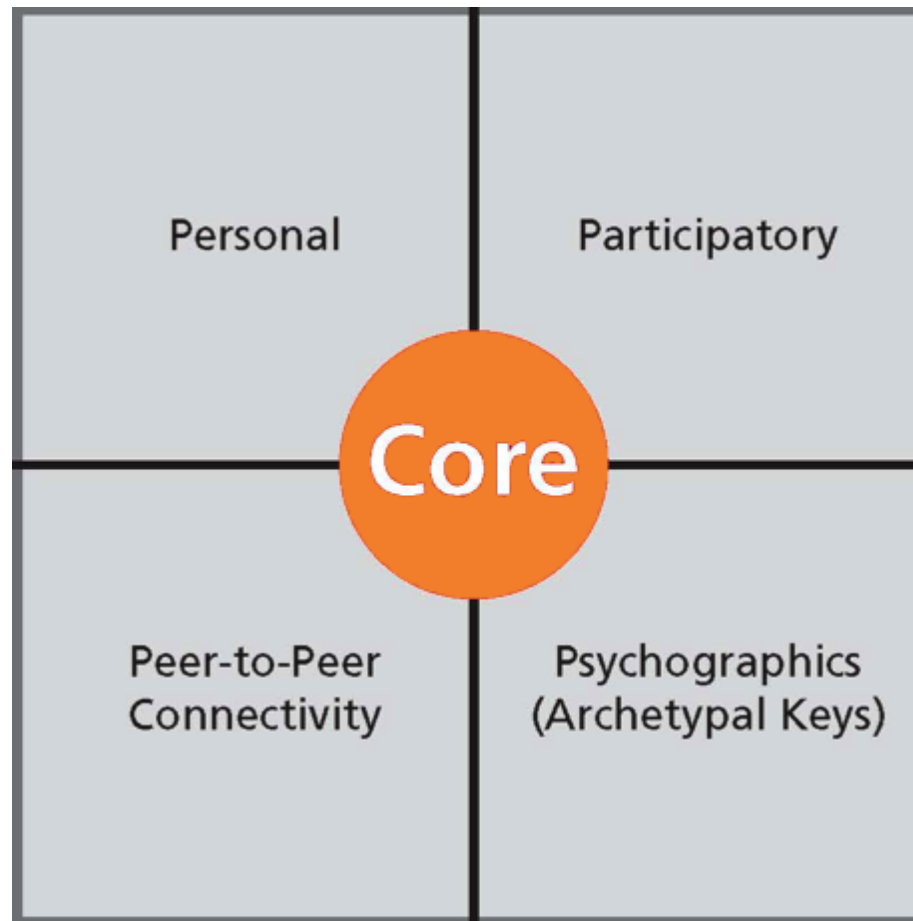 Personal
Participatory
Core
Peer-to-Peer
Connectivity
Psychographics
(Archetypal Keys)